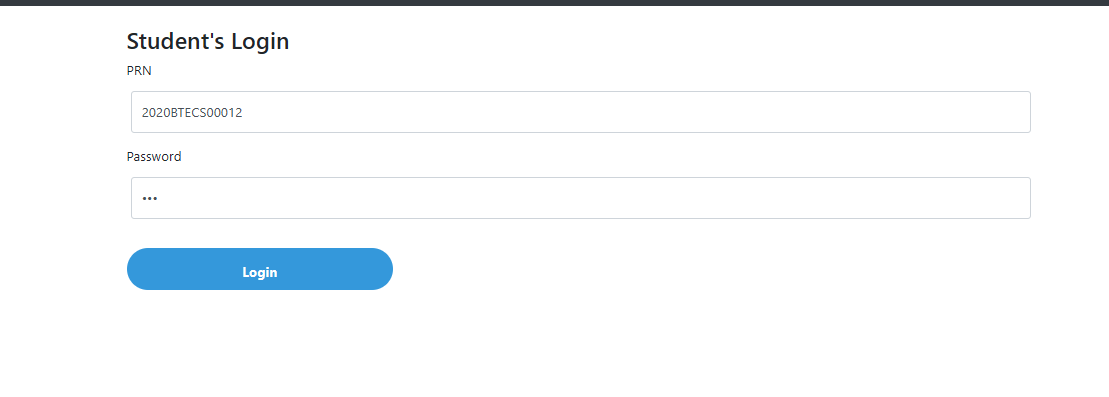 Student's Login
PRN
2020BTECS00012
Password
•••
Login